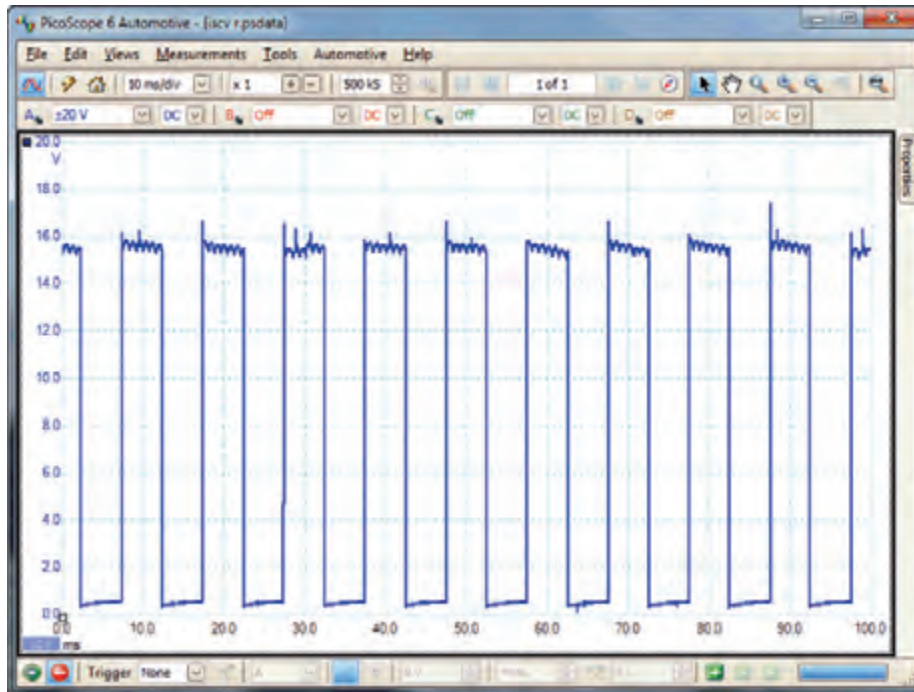 PicoScope 6 Automotive - [iscv r.psdata]
File Edit Views Measurements Tools Automotive Help
10 ms/div x 1 500 kS 1 of 1
A ±20 V DC B Off DC C Off DC D Off DC
Properties
20.0
V
18.0
16.0
14.0
12.0
10.0
8.0
6.0
4.0
2.0
0.0
0.0 10.0 20.0 30.0 40.0 50.0 60.0 70.0 80.0 90.0 100.0
ms
Trigger None A